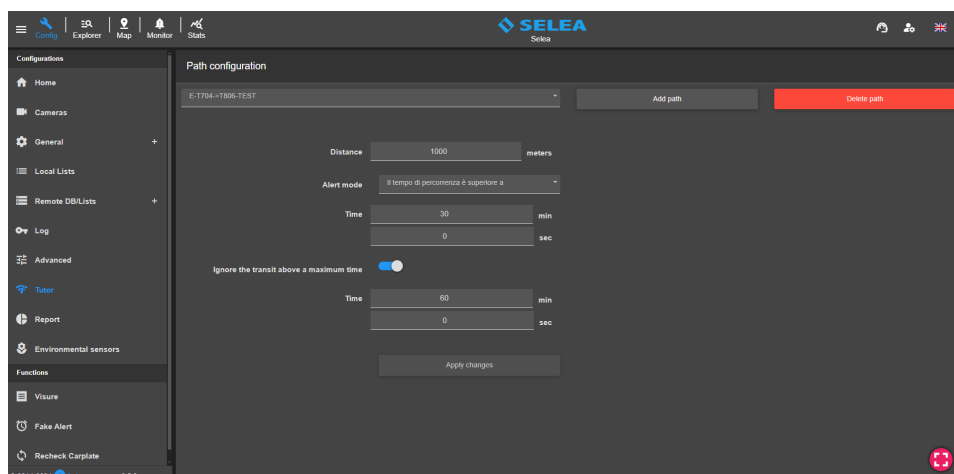 Config
Explorer
Map
Monitor
Stats
SELEA
Selea
Configurations
Path configuration
Home
E-T704->T806-TEST
Add path
Delete path
Cameras
General +
Distance 1000 meters
Local Lists
Alert mode Il tempo di percorrenza è superiore a
Remote DB/Lists +
Time 30 min
0 sec
Log
Advanced
Ignore the transit above a maximum time
Tutor
Time 60 min
0 sec
Report
Environmental sensors
Apply changes
Functions
Visure
Fake Alert
Recheck Carplate